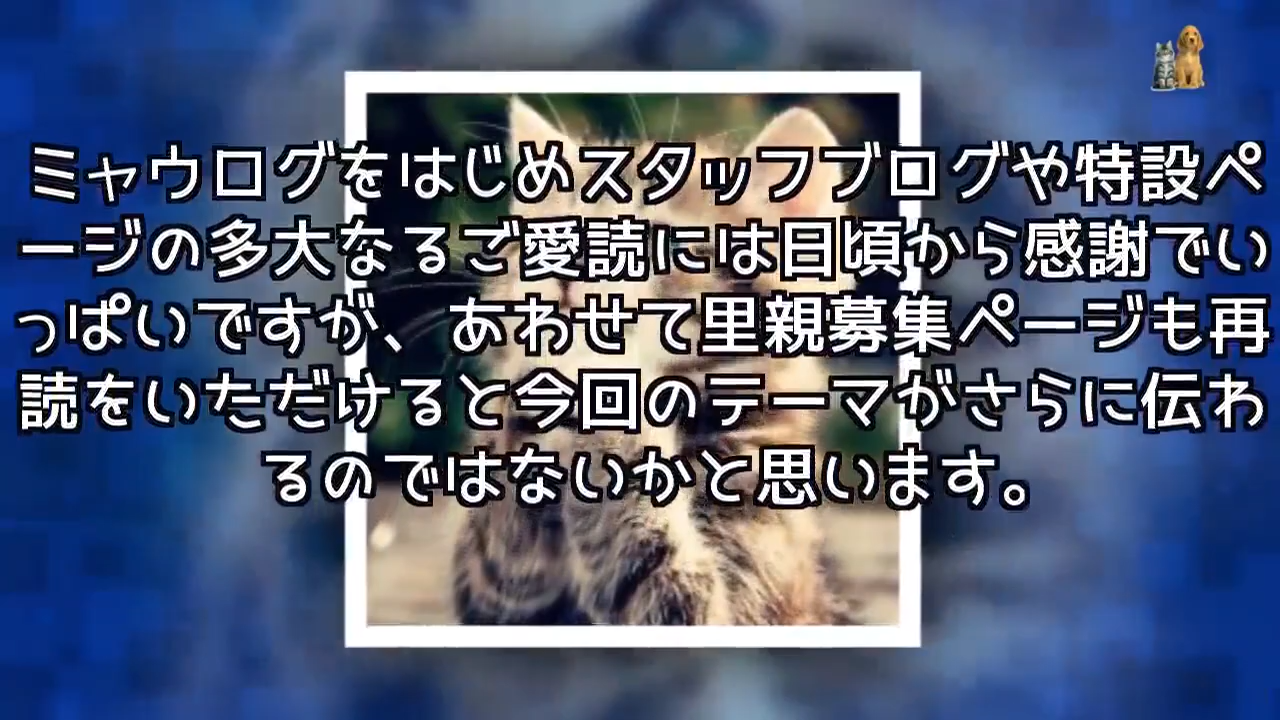 ミャウログをはじめスタッフブログや特設ペ
ージの多大なるご愛読には日頃から感謝でい
っぱいですが、あわせて里親募集ページも再
読をいただけると今回のテーマがさらに伝わ
るのではないかと思います。